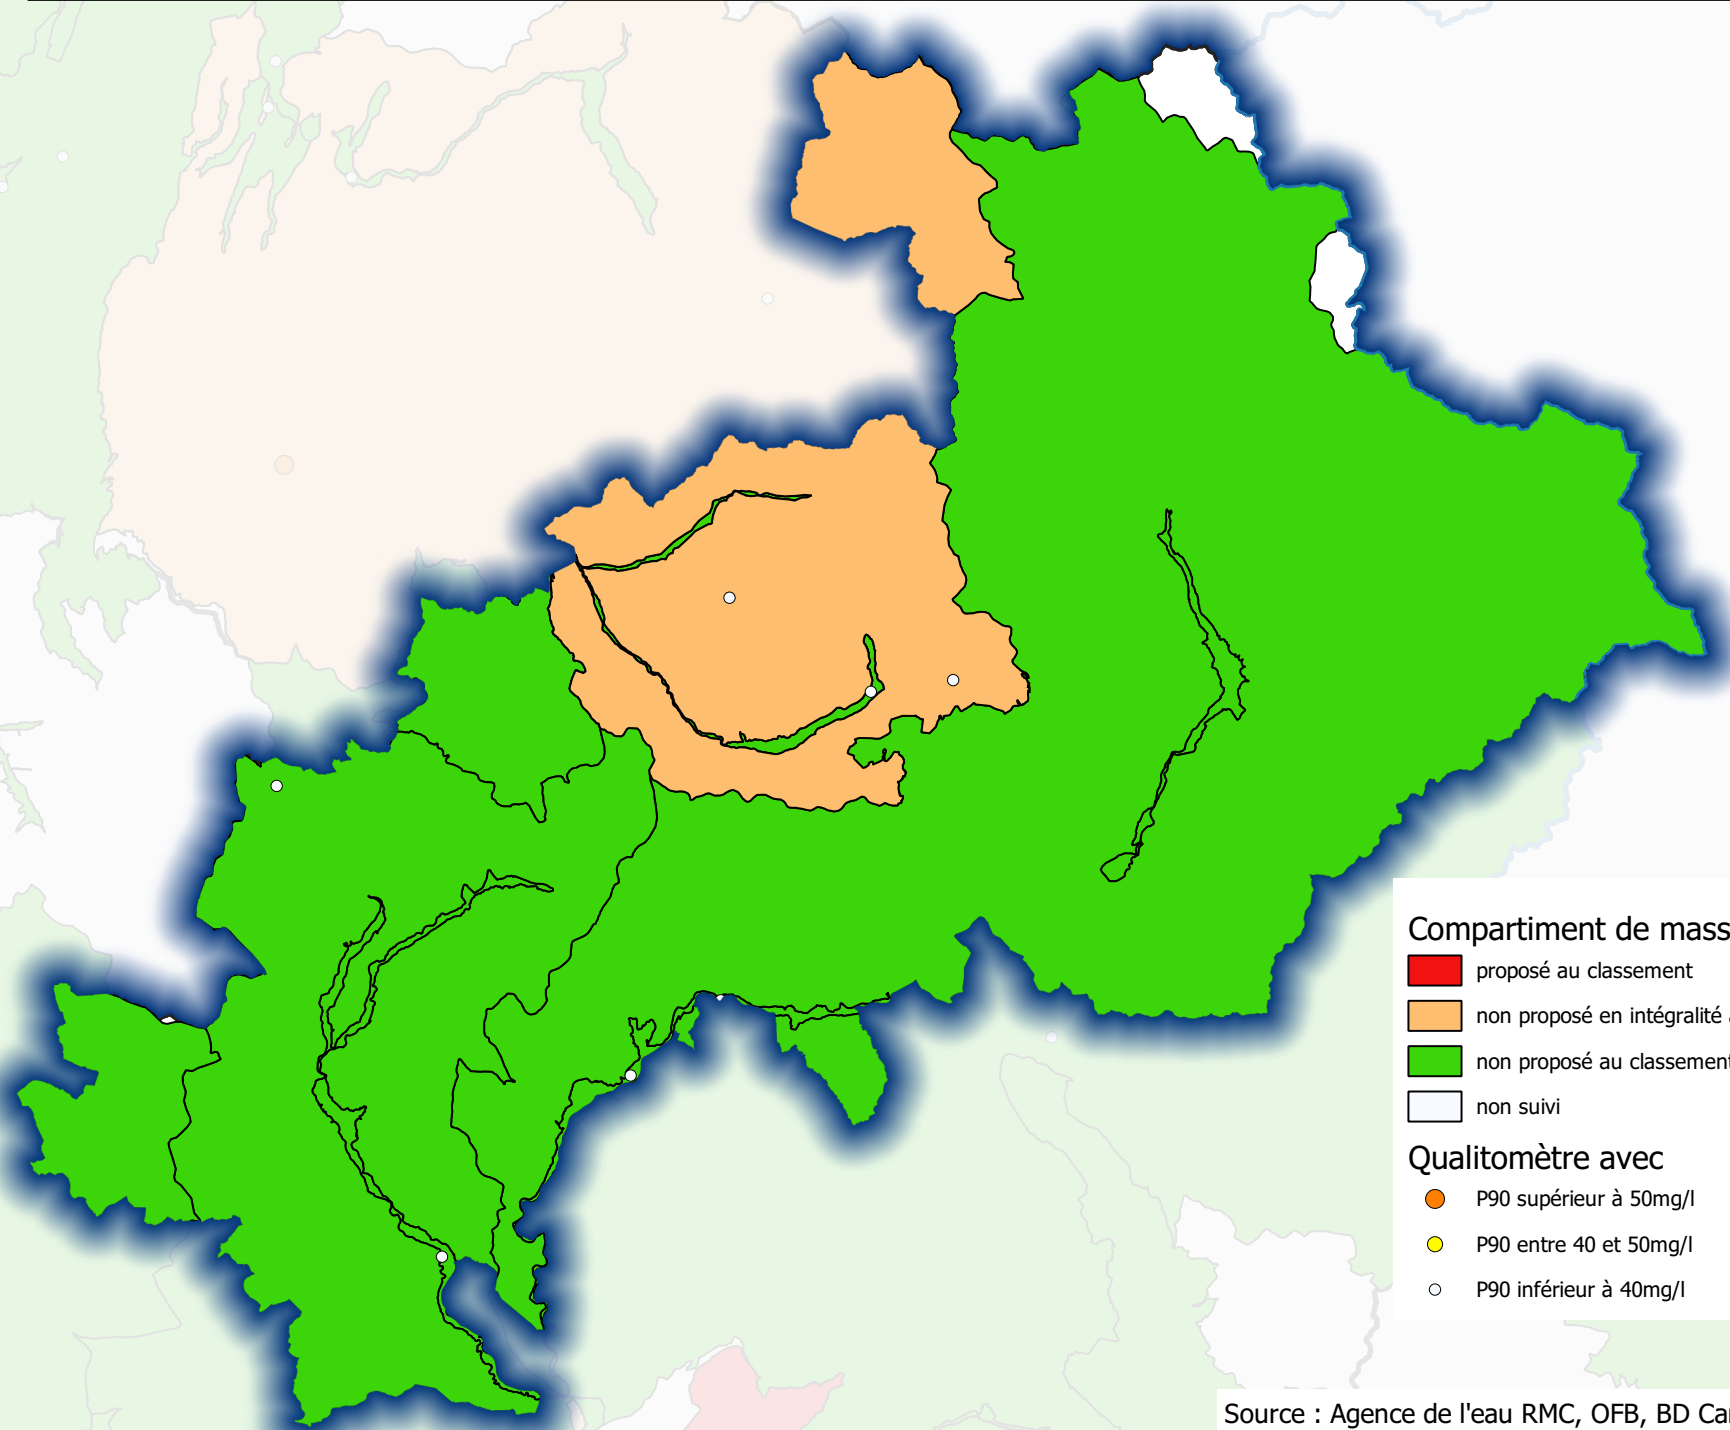 Compartiment de mass
proposé au classement
non proposé en intégralité
non proposé au classement
non suivi
Qualitomètre avec
P90 supérieur à 50mg/l
P90 entre 40 et 50mg/l
P90 inférieur à 40mg/l
Source : Agence de l'eau RMC, OFB, BD Car